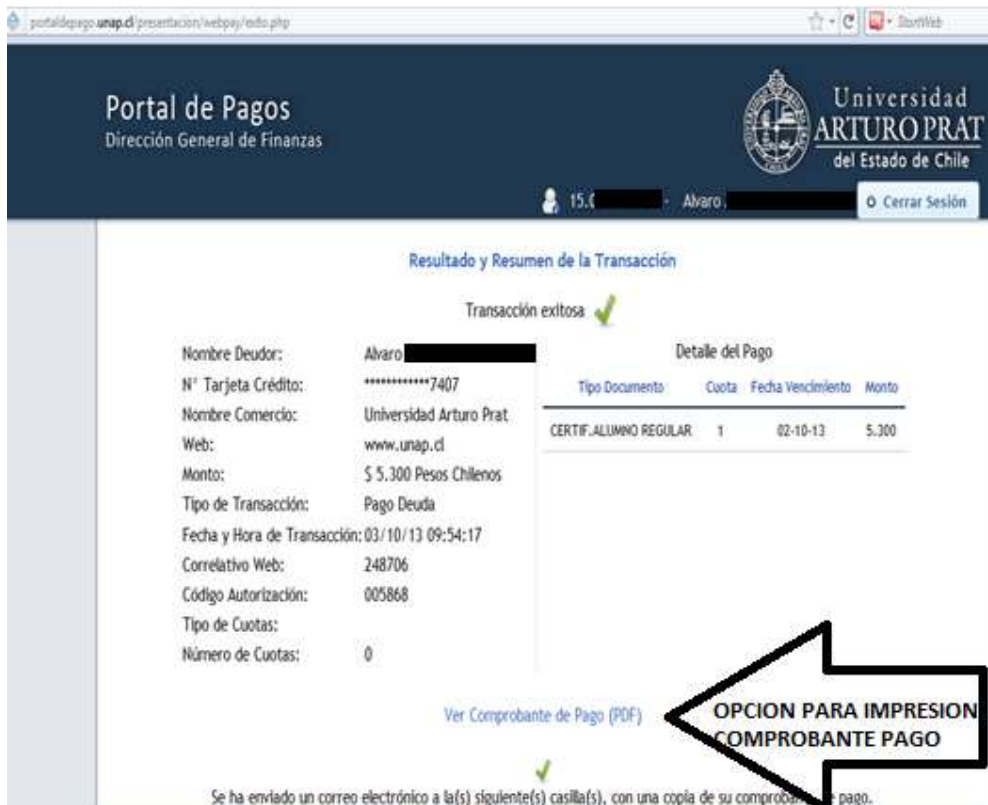 portaldepago.unap.cl/presentacion/webpay/exito.php
StartWeb
Portal de Pagos
Dirección General de Finanzas
Universidad
ARTURO PRAT
del Estado de Chile
15.0 - Alvaro
Cerrar Sesión
Resultado y Resumen de la Transacción
Transacción exitosa
Nombre Deudor: Alvaro
N° Tarjeta Crédito: ************7407
Nombre Comercio: Universidad Arturo Prat
Web: www.unap.cl
Monto: $ 5.300 Pesos Chilenos
Tipo de Transacción: Pago Deuda
Fecha y Hora de Transacción: 03/10/13 09:54:17
Correlativo Web: 248706
Código Autorización: 005868
Tipo de Cuotas:
Número de Cuotas: 0
Detalle del Pago
Tipo Documento Cuota Fecha Vencimiento Monto
CERTIF.ALUMNO REGULAR 1 02-10-13 5.300
Ver Comprobante de Pago (PDF)
OPCION PARA IMPRESION
COMPROBANTE PAGO
Se ha enviado un correo electrónico a la(s) siguiente(s) casilla(s), con una copia de su pago.